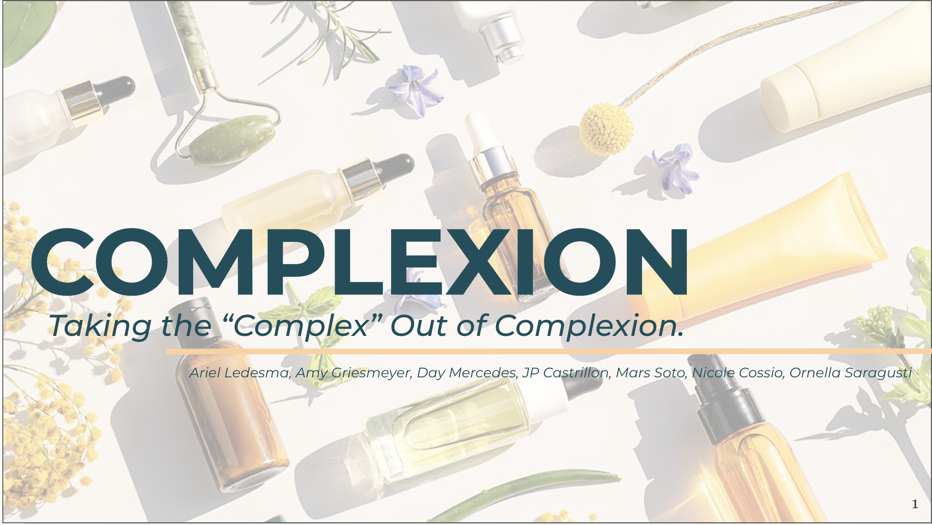 COMPLEXION
Taking the “Complex” Out of Complexion.
Ariel Ledesma, Amy Griesmeyer, Day Mercedes, JP Castrillon, Mars Soto, Nicole Cossio, Ornella Saragusti
1